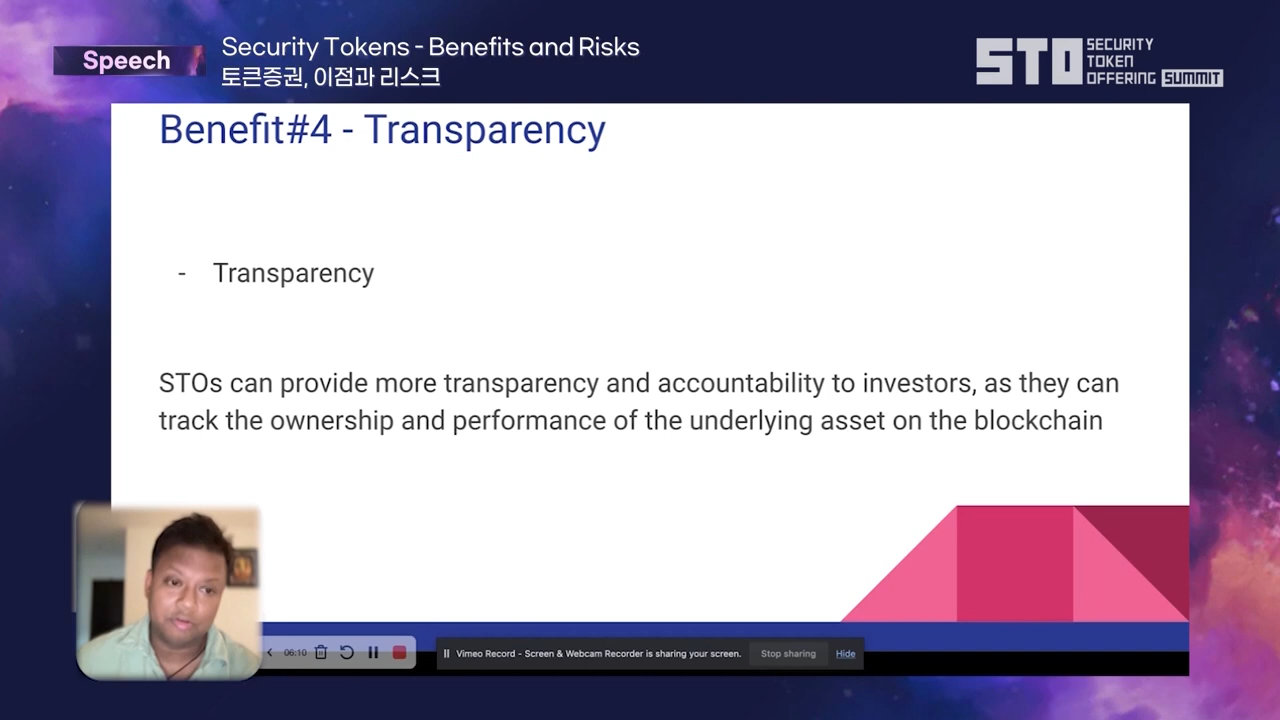 Speech
Security Tokens - Benefits and Risks
토큰증권, 이점과 리스크
STO
SECURITY
TOKEN
OFFERING SUMMIT
Benefit#4 - Transparency
- Transparency
STOs can provide more transparency and accountability to investors, as they can
track the ownership and performance of the underlying asset on the blockchain
06:10
Vimeo Record - Screen & Webcam Recorder is sharing your screen.
Stop sharing
Hide